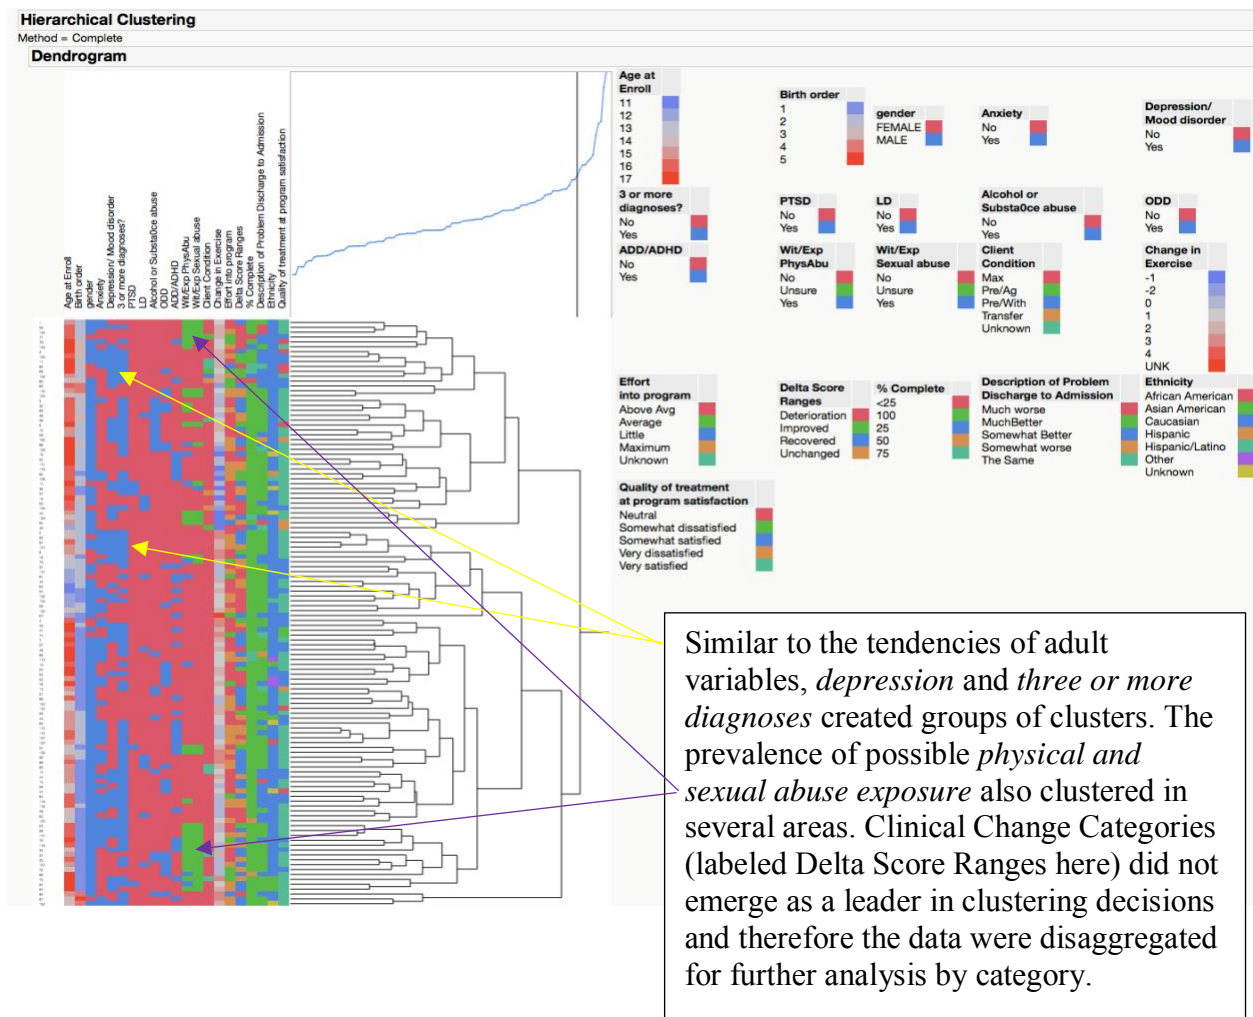 Hierarchical Clustering
Method = Complete
Dendrogram
Age at Enroll
Birth order
gender
Anxiety
Depresion/ Mood disorder
3 or more diagnoses?
PTSD
LD
Alcohol or Substa0ce abuse
ODD
ADD/ADHD
Wit/Exp PhysAbu
Wit/Exp Sexual abuse
Client Condition
Change in Exercise
Effort into program
Delta Score Ranges
% Complete
Description of Problem Discharge to Admission
Ethnicity
Quality of treatment at program satisfaction
Age at
Enroll
11
12
13
14
15
16
17
Birth order
1
2
3
4
5
gender
FEMALE
MALE
Anxiety
No
Yes
Depression/
Mood disorder
No
Yes
3 or more
diagnoses?
No
Yes
PTSD
No
Yes
LD
No
Yes
Alcohol or
Substa0ce abuse
No
Yes
ODD
No
Yes
ADD/ADHD
No
Yes
Wit/Exp
PhysAbu
No
Unsure
Yes
Wit/Exp
Sexual abuse
No
Unsure
Yes
Client
Condition
Max
Pre/Ag
Pre/With
Transfer
Unknown
Change in
Exercise
-1
-2
0
1
2
3
4
UNK
Effort
into program
Above Avg
Average
Little
Maximum
Unknown
Delta Score
Ranges
Deterioration
Improved
Recovered
Unchanged
% Complete
<25
100
25
50
75
Description of Problem
Discharge to Admission
Much worse
MuchBetter
Somewhat Better
Somewhat worse
The Same
Ethnicity
African American
Asian American
Caucasian
Hispanic
Hispanic/Latino
Other
Unknown
Quality of treatment
at program satisfaction
Neutral
Somewhat dissatisfied
Somewhat satisfied
Very dissatisfied
Very satisfied
Similar to the tendencies of adult
variables, depression and three or more
diagnoses created groups of clusters. The
prevalence of possible physical and
sexual abuse exposure also clustered in
several areas. Clinical Change Categories
(labeled Delta Score Ranges here) did not
emerge as a leader in clustering decisions
and therefore the data were disaggregated
for further analysis by category.